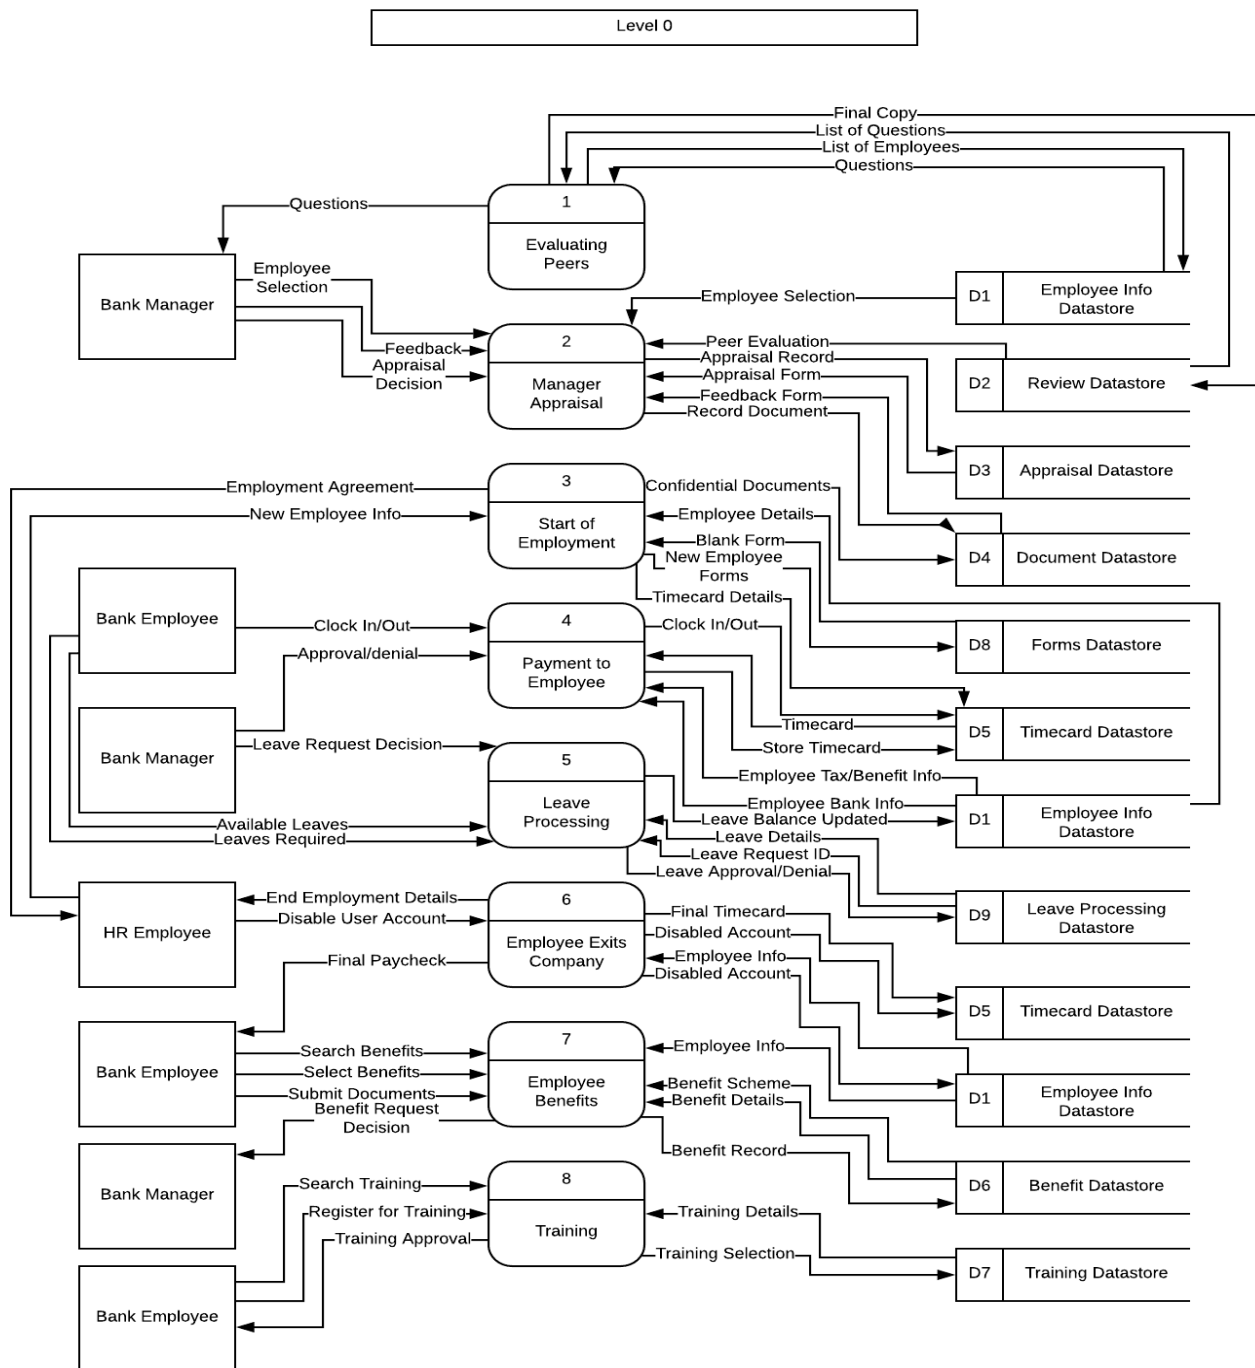 Level 0
Final Copy
List of Questions
List of Employees
Questions
1
Evaluating
Peers
Questions
Bank Manager
Employee
Selection
Feedback
Appraisal
Decision
Employee Selection
D1
Employee Info
Datastore
2
Manager
Appraisal
Peer Evaluation
Appraisal Record
Appraisal Form
Feedback Form
Record Document
D2
Review Datastore
D3
Appraisal Datastore
Employment Agreement
New Employee Info
3
Start of
Employment
Confidential Documents
Employee Details
Blank Form
New Employee
Forms
Timecard Details
D4
Document Datastore
Bank Employee
Clock In/Out
Approval/denial
4
Payment to
Employee
Clock In/Out
D8
Forms Datastore
Bank Manager
Leave Request Decision
Timecard
Store Timecard
D5
Timecard Datastore
5
Leave
Processing
Employee Tax/Benefit Info
Employee Bank Info
Leave Balance Updated
Leave Details
Leave Request ID
Leave Approval/Denial
D1
Employee Info
Datastore
Available Leaves
Leaves Required
HR Employee
End Employment Details
Disable User Account
Final Paycheck
6
Employee Exits
Company
Final Timecard
Disabled Account
Employee Info
Disabled Account
D9
Leave Processing
Datastore
D5
Timecard Datastore
Bank Employee
Search Benefits
Select Benefits
Submit Documents
Benefit Request
Decision
7
Employee
Benefits
Employee Info
Benefit Scheme
Benefit Details
Benefit Record
D1
Employee Info
Datastore
Bank Manager
D6
Benefit Datastore
Search Training
Register for Training
Training Approval
8
Training
Training Details
Training Selection
D7
Training Datastore
Bank Employee